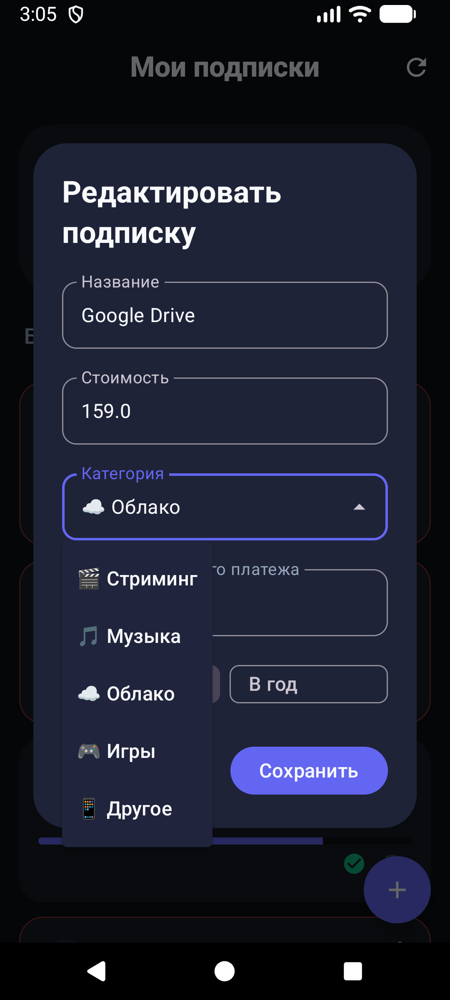 3:05
Мои подписки
Редактировать
подписку
Название
Google Drive
Стоимость
159.0
Категория
☁️ Облако
платежа
🎬 Стриминг
🎵 Музыка
☁️ Облако
🎮 Игры
📱 Другое
В год
Сохранить